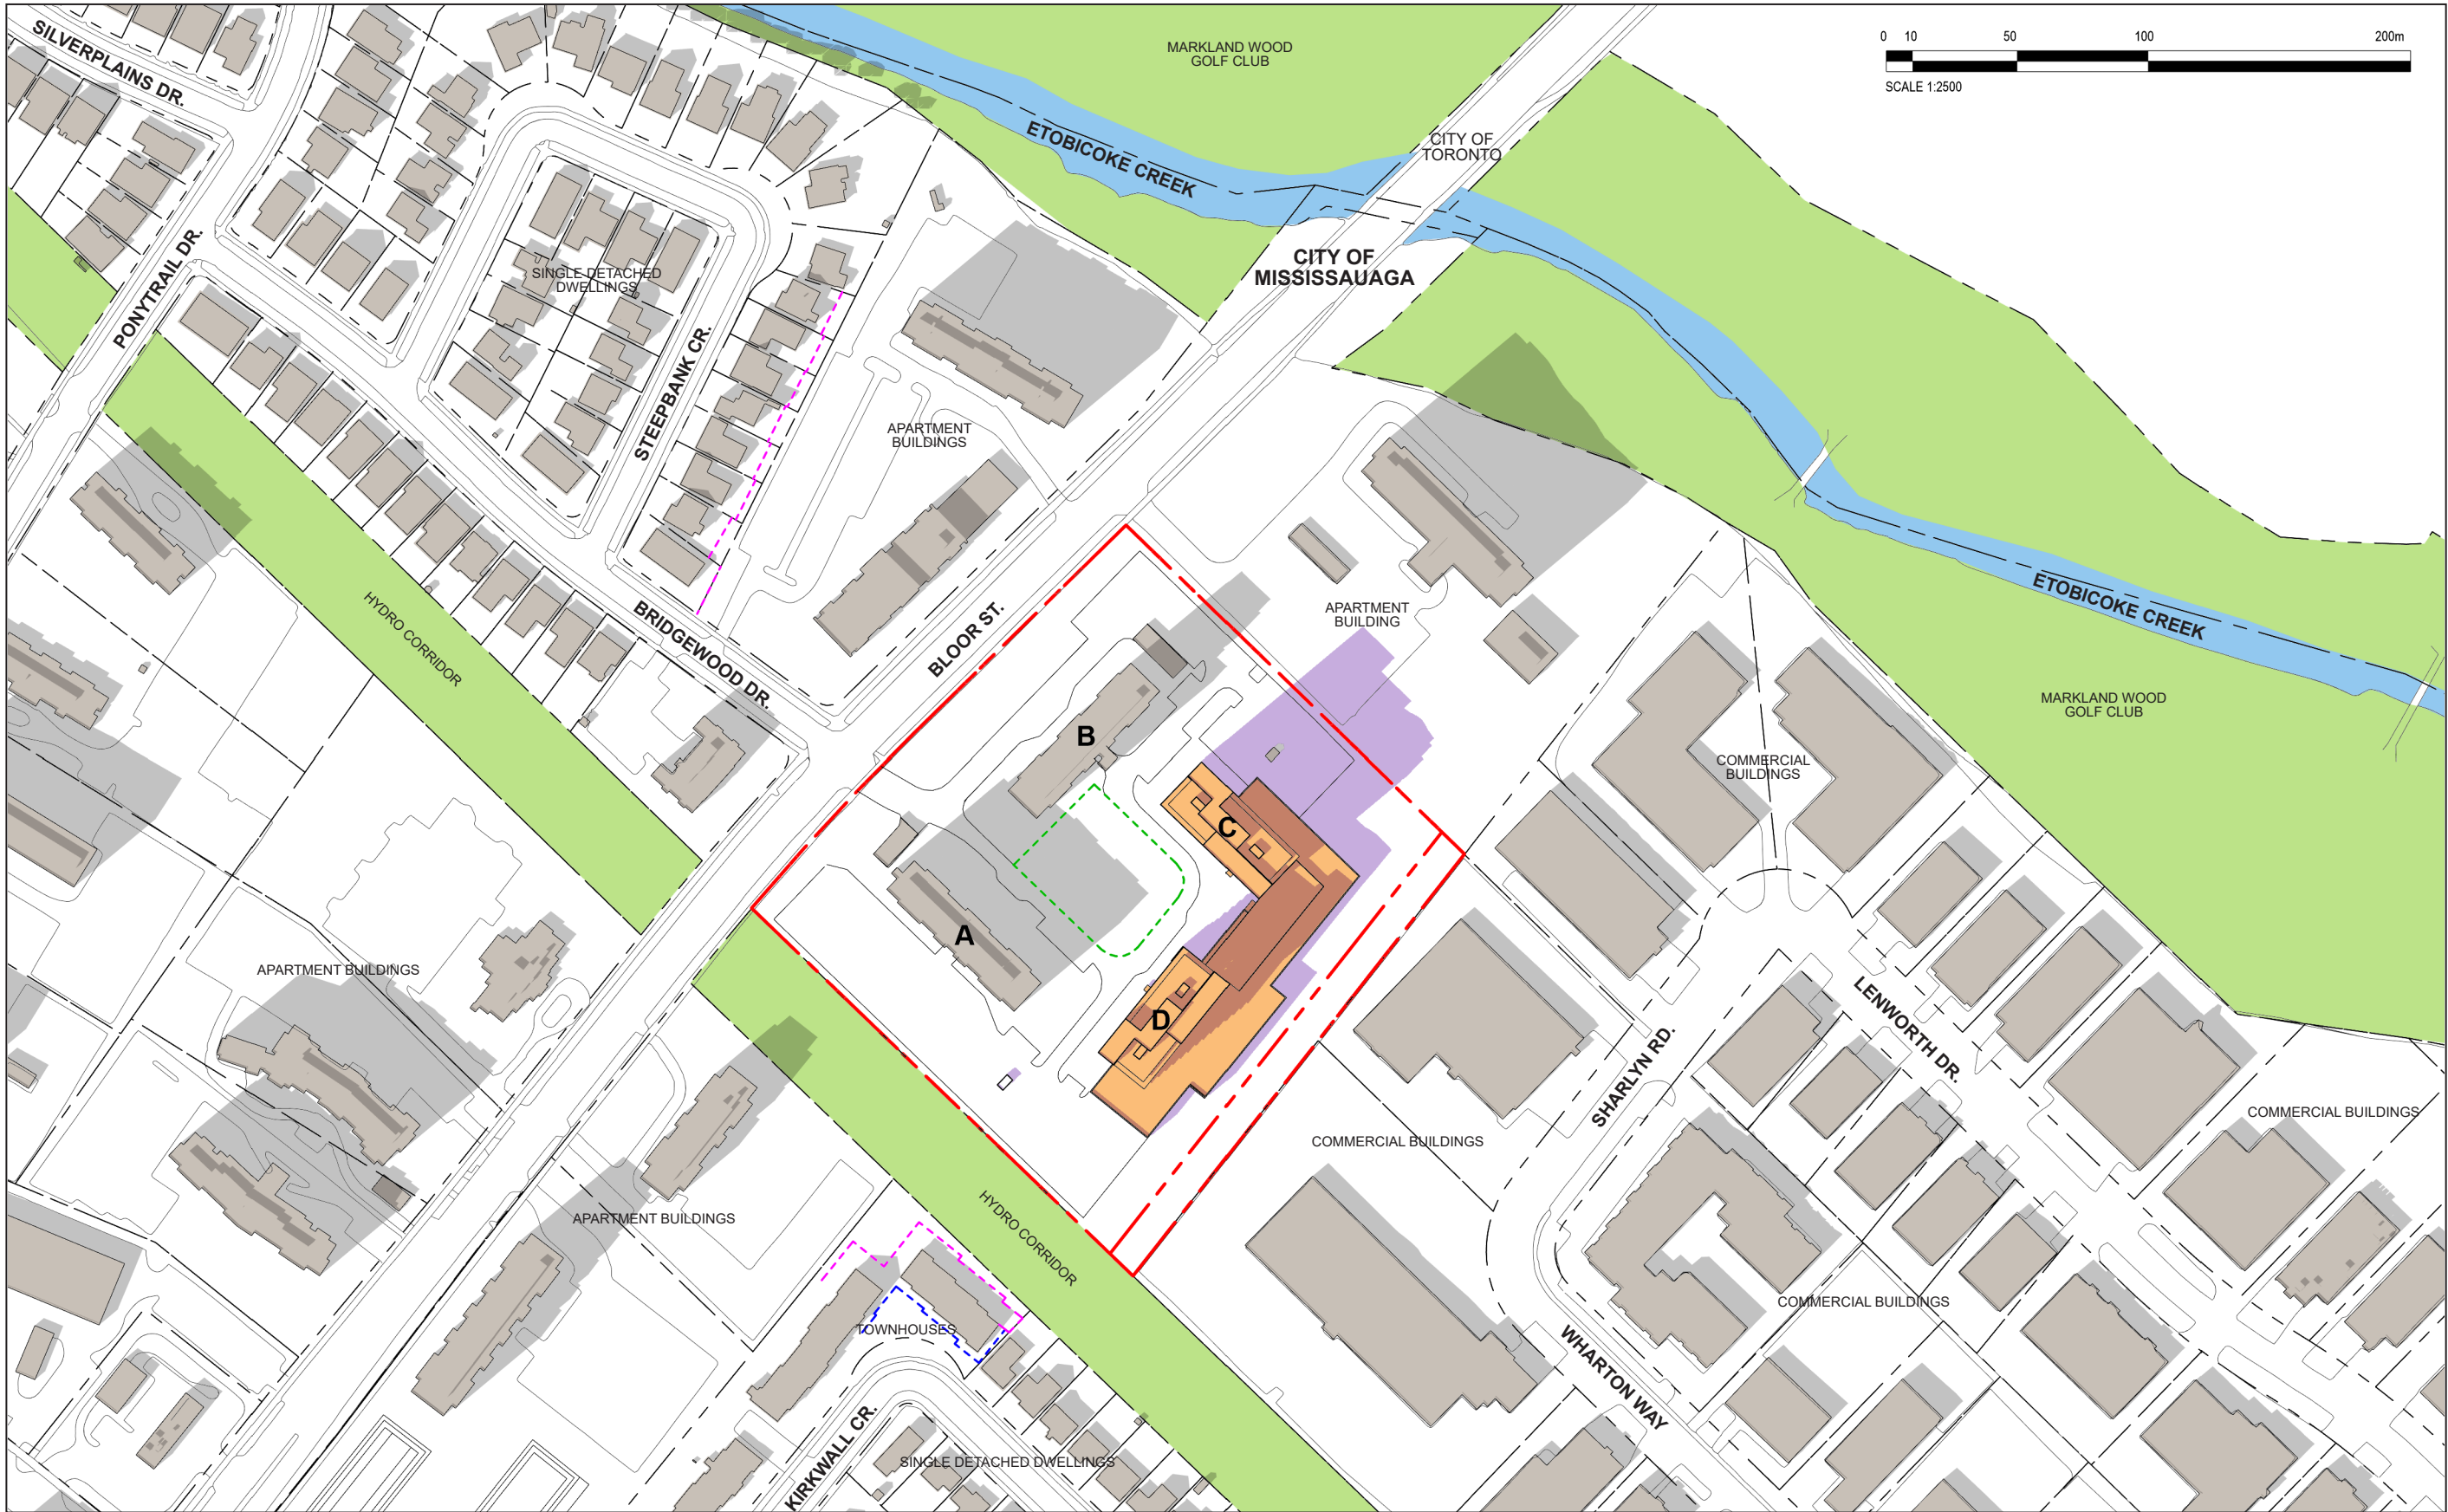 SILVERPLAINS DR.
MARKLAND WOOD
GOLF CLUB
0 10 50 100 200m
SCALE 1:2500
ETOBICOKE CREEK
CITY OF
TORONTO
CITY OF
MISSISSAUAGA
PONYTRAIL DR.
SINGLE DETACHED
DWELLINGS
STEEPBANK CR.
APARTMENT
BUILDINGS
HYDRO CORRIDOR
BRIDGEWOOD DR.
BLOOR ST.
APARTMENT
BUILDING
ETOBICOKE CREEK
MARKLAND WOOD
GOLF CLUB
B
COMMERCIAL
BUILDINGS
C
A
D
APARTMENT BUILDINGS
LENWORTH DR.
SHARLYN RD.
COMMERCIAL BUILDINGS
COMMERCIAL BUILDINGS
APARTMENT BUILDINGS
HYDRO CORRIDOR
COMMERCIAL BUILDINGS
TOWNHOUSES
WHARTON WAY
KIRKWALL CR.
SINGLE DETACHED DWELLINGS